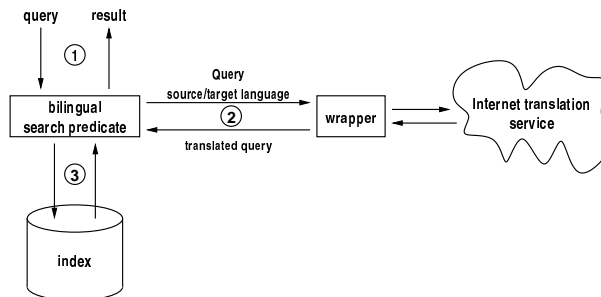 query
result
1
Query
source/target language
bilingual
search predicate
2
wrapper
Internet translation
service
translated query
3
index